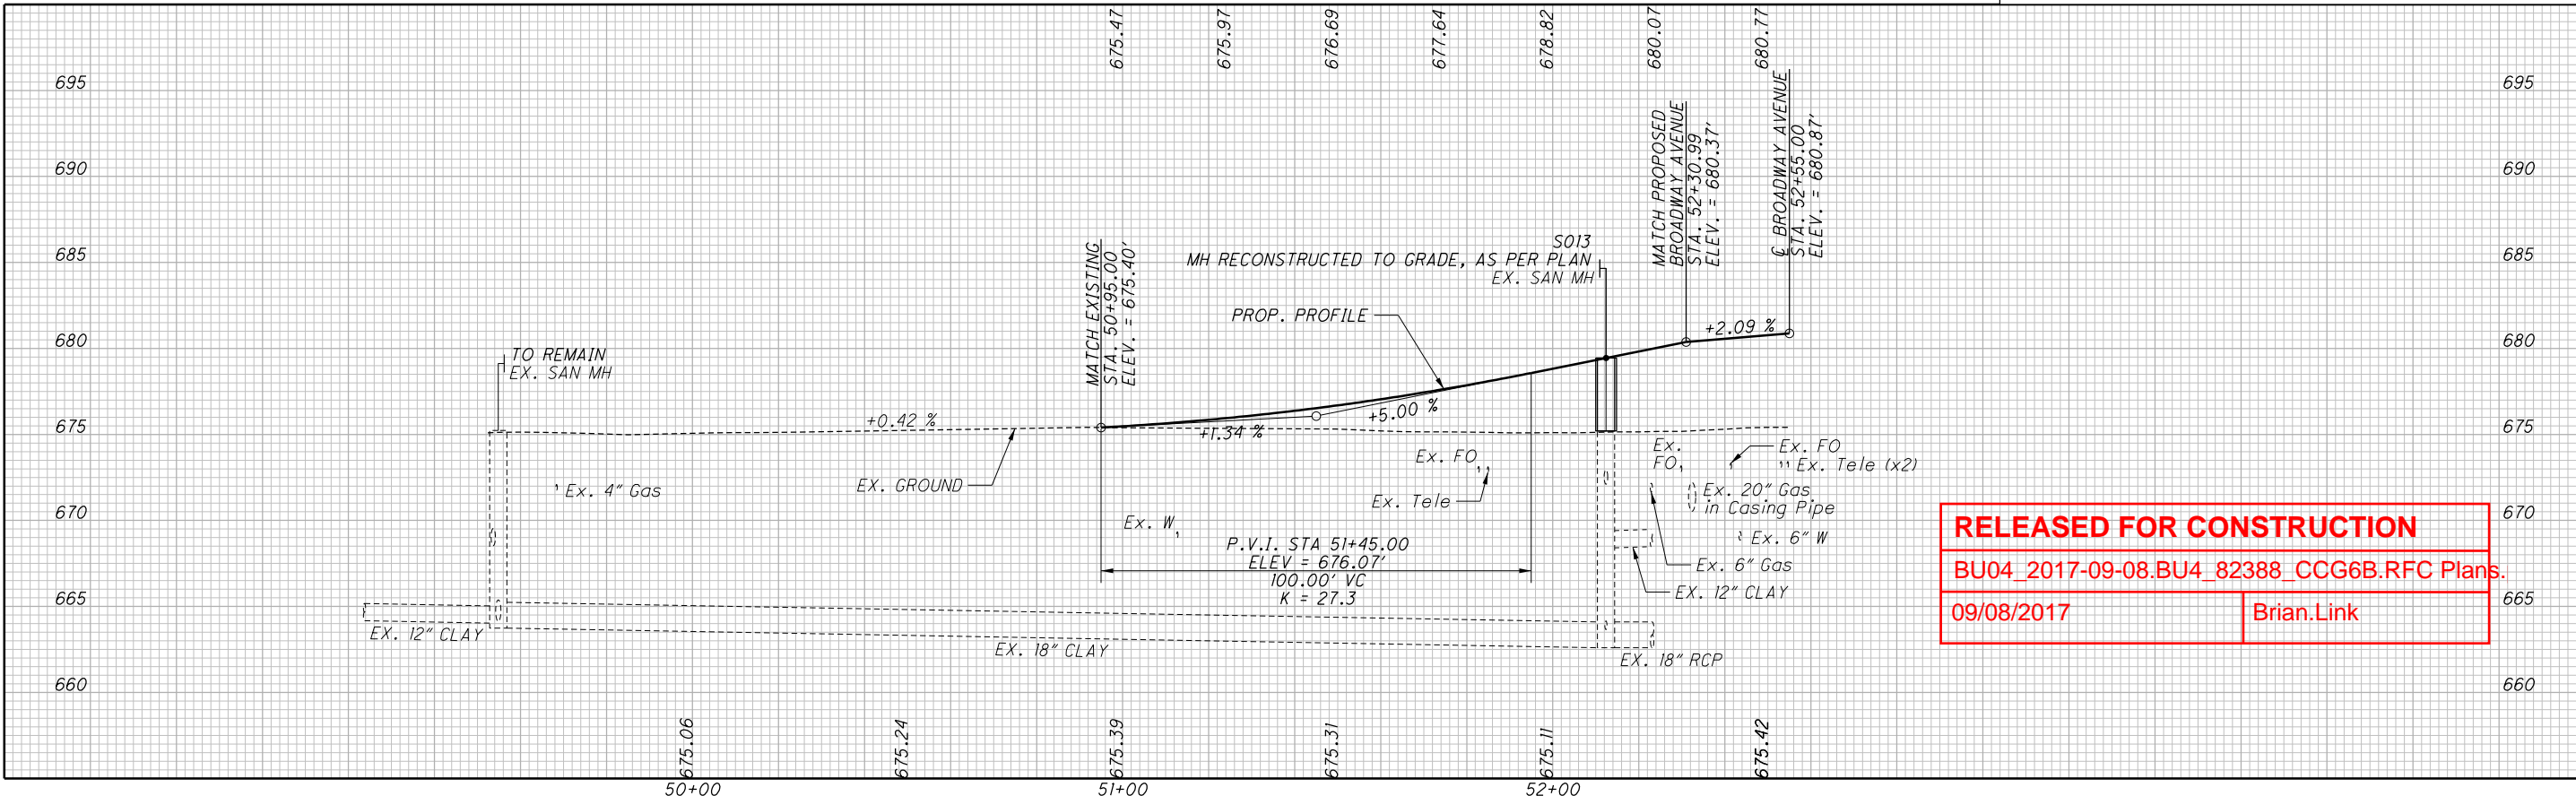 675.47
675.97
676.69
677.64
678.82
680.07
680.77
695
695
690
690
685
685
680
680
675
675
670
670
665
665
660
660
MATCH EXISTING
STA. 50+95.00
ELEV. = 675.40'
MATCH PROPOSED
BROADWAY AVENUE
STA. 52+30.99
ELEV. = 680.37'
℄ BROADWAY AVENUE
STA. 52+55.00
ELEV. = 680.87'
S013
MH RECONSTRUCTED TO GRADE, AS PER PLAN
EX. SAN MH
PROP. PROFILE
+2.09 %
TO REMAIN
EX. SAN MH
+0.42 %
+1.34 %
+5.00 %
EX. GROUND
Ex. 4" Gas
Ex. W
Ex. FO
Ex. Tele
Ex.
FO
Ex. FO
Ex. Tele (x2)
Ex. 20" Gas
in Casing Pipe
Ex. 6" W
Ex. 6" Gas
EX. 12" CLAY
P.V.I. STA 51+45.00
ELEV = 676.07'
100.00' VC
K = 27.3
EX. 12" CLAY
EX. 18" CLAY
EX. 18" RCP
RELEASED FOR CONSTRUCTION
BU04_2017-09-08.BU4_82388_CCG6B.RFC Plans.
09/08/2017
Brian.Link
675.06
675.24
675.39
675.31
675.11
675.42
50+00
51+00
52+00